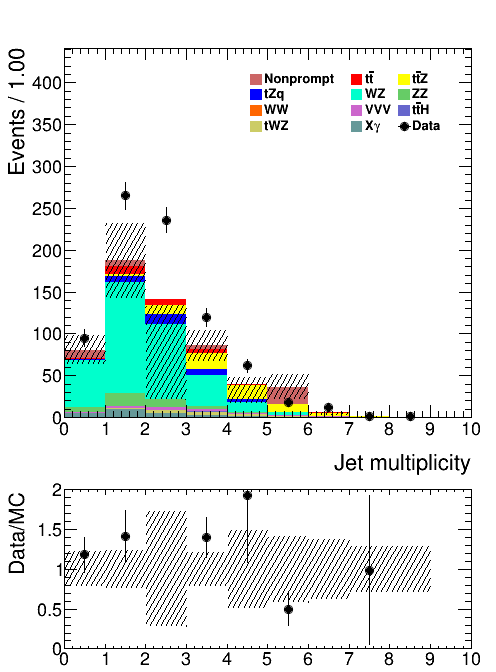 Events / 1.00
400
350
300
250
200
150
100
50
0
Nonprompt tt̄ tt̄Z
tZq WZ ZZ
WW VVV tt̄H
tWZ Xγ Data
0 1 2 3 4 5 6 7 8 9 10
Jet multiplicity
Data/MC
2
1.5
1
0.5
0
0 1 2 3 4 5 6 7 8 9 10